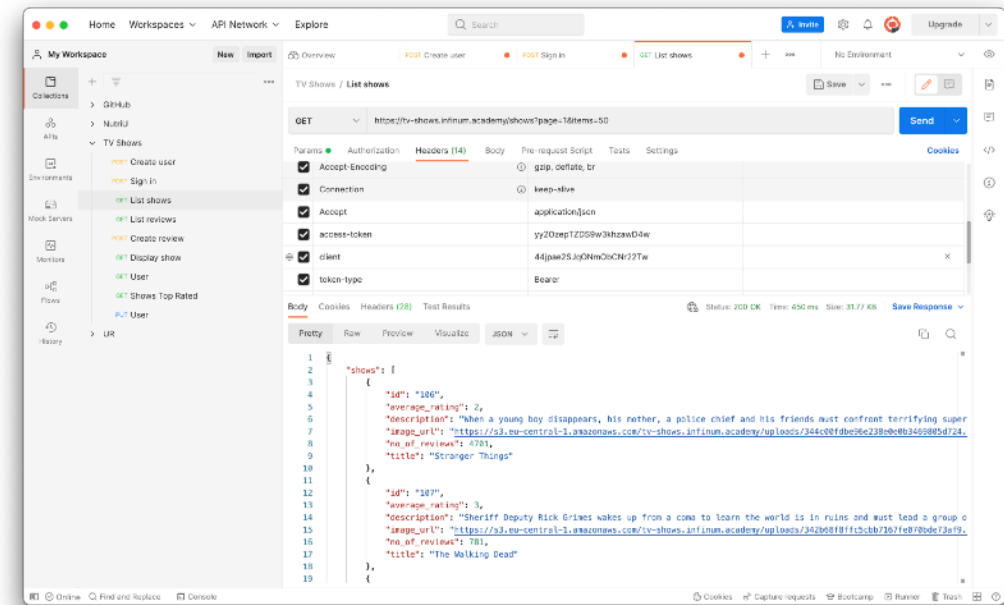 Home Workspaces API Network Explore
Search
Invite
Upgrade
My Workspace
New Import
Overview
POST Create user
POST Sign in
GET List shows
No Environment
Collections
APIs
Environments
Mock Servers
Monitors
Flows
History
GitHub
NutriU
TV Shows
POST Create user
POST Sign in
GET List shows
GET List reviews
POST Create review
GET Display show
GET User
GET Shows Top Rated
PUT User
UR
TV Shows / List shows
Save
GET https://tv-shows.infinum.academy/shows?page=1&items=50
Send
Params Authorization Headers (14) Body Pre-request Script Tests Settings
Cookies
Accept-Encoding gzip, deflate, br
Connection keep-alive
Accept application/json
access-token
client
token-type Bearer
Body Cookies Headers (28) Test Results
Status: 200 OK Time: 450 ms Size: 31.77 KB Save Response
Pretty Raw Preview Visualize JSON
1 {
2 "shows": [
3 {
4 "id": "106",
5 "average_rating": 2,
6 "description": "When a young boy disappears, his mother, a police chief and his friends must confront terrifying super
7 "image_url": "https://s3.eu-central-1.amazonaws.com/tv-shows.infinum.academy/uploads/
8 "no_of_reviews": 4701,
9 "title": "Stranger Things"
10 },
11 {
12 "id": "107",
13 "average_rating": 3,
14 "description": "Sheriff Deputy Rick Grimes wakes up from a coma to learn the world is in ruins and must lead a group o
15 "image_url": "https://s3.eu-central-1.amazonaws.com/tv-shows.infinum.academy/uploads/
16 "no_of_reviews": 781,
17 "title": "The Walking Dead"
18 },
19 {
Online Find and Replace Console
Cookies Capture requests Bootcamp Runner Trash